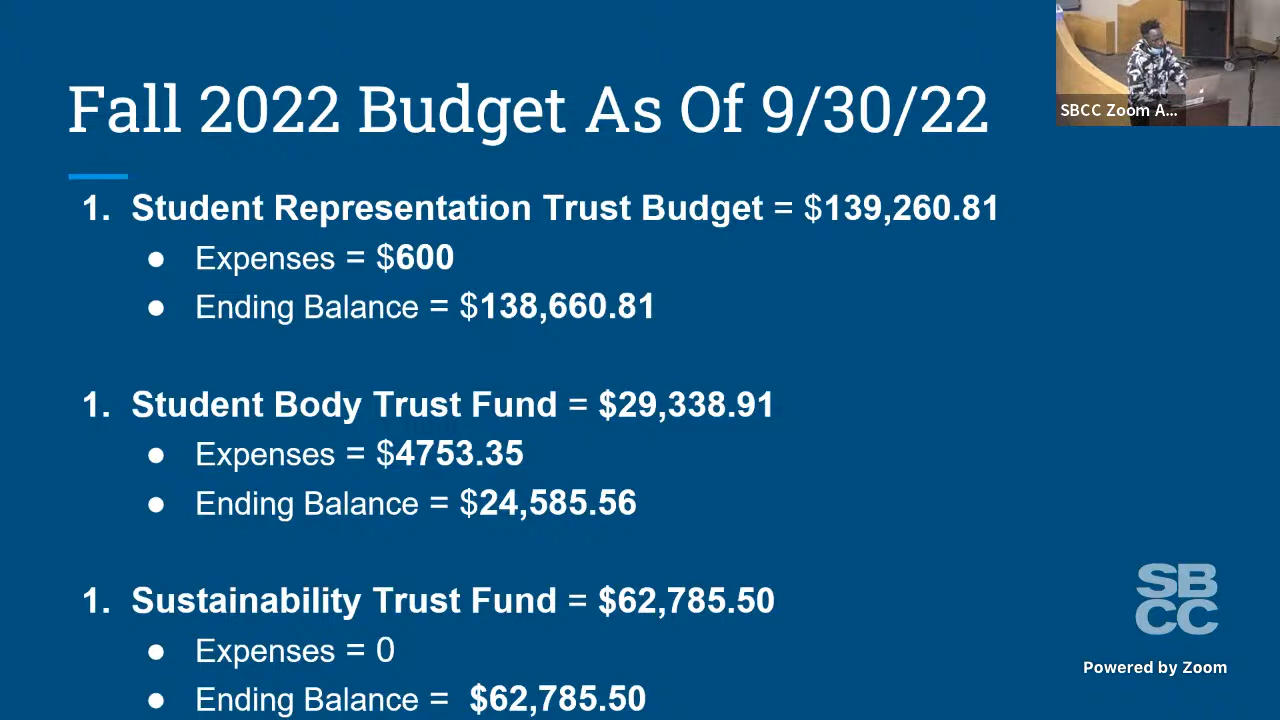 Fall 2022 Budget As Of 9/30/22
SBCC Zoom A...
1. Student Representation Trust Budget = $139,260.81
● Expenses = $600
● Ending Balance = $138,660.81
1. Student Body Trust Fund = $29,338.91
● Expenses = $4753.35
● Ending Balance = $24,585.56
1. Sustainability Trust Fund = $62,785.50
● Expenses = 0
● Ending Balance = $62,785.50
SB
CC
Powered by Zoom